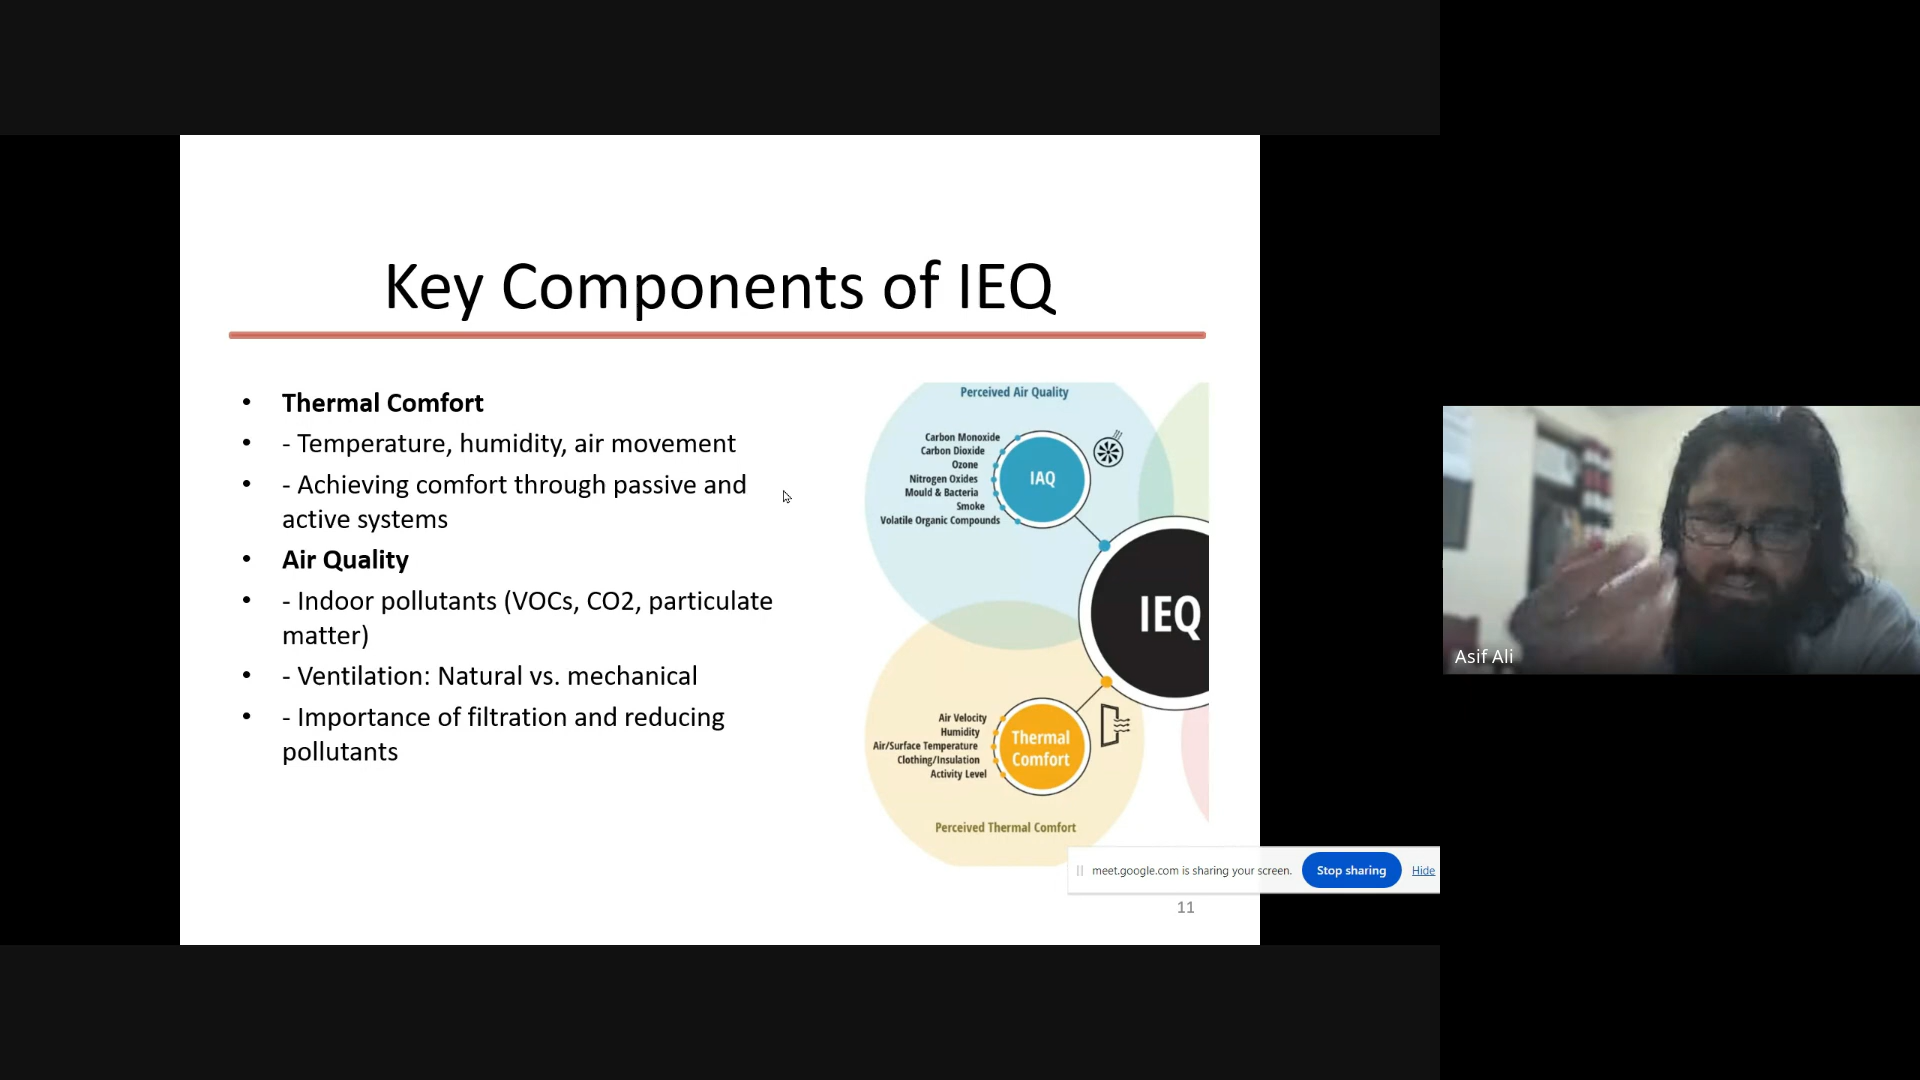 Key Components of IEQ
• Thermal Comfort
• - Temperature, humidity, air movement
• - Achieving comfort through passive and
active systems
• Air Quality
• - Indoor pollutants (VOCs, CO2, particulate
matter)
• - Ventilation: Natural vs. mechanical
• - Importance of filtration and reducing
pollutants
Perceived Air Quality
Carbon Monoxide
Carbon Dioxide
Ozone
Nitrogen Oxides
Mould & Bacteria
Smoke
Volatile Organic Compounds
IAQ
IEQ
Air Velocity
Humidity
Air/Surface Temperature
Clothing/Insulation
Activity Level
Thermal
Comfort
Perceived Thermal Comfort
meet.google.com is sharing your screen.
Stop sharing
Hide
11
Asif Ali